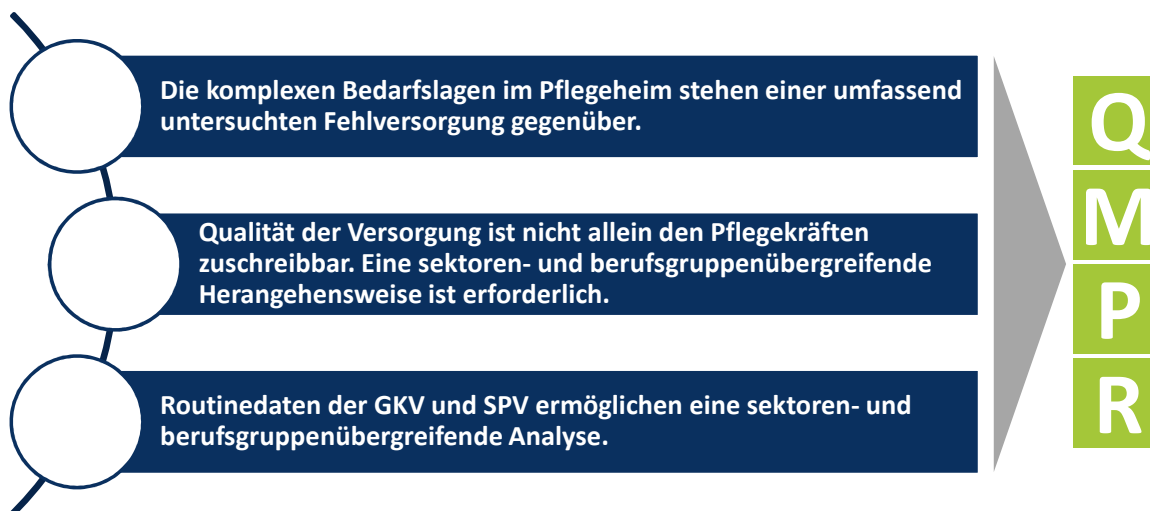 Die komplexen Bedarfslagen im Pflegeheim stehen einer umfassend
untersuchten Fehlversorgung gegenüber.
Qualität der Versorgung ist nicht allein den Pflegekräften
zuschreibbar. Eine sektoren- und berufsgruppenübergreifende
Herangehensweise ist erforderlich.
Routinedaten der GKV und SPV ermöglichen eine sektoren- und
berufsgruppenübergreifende Analyse.
Q
M
P
R